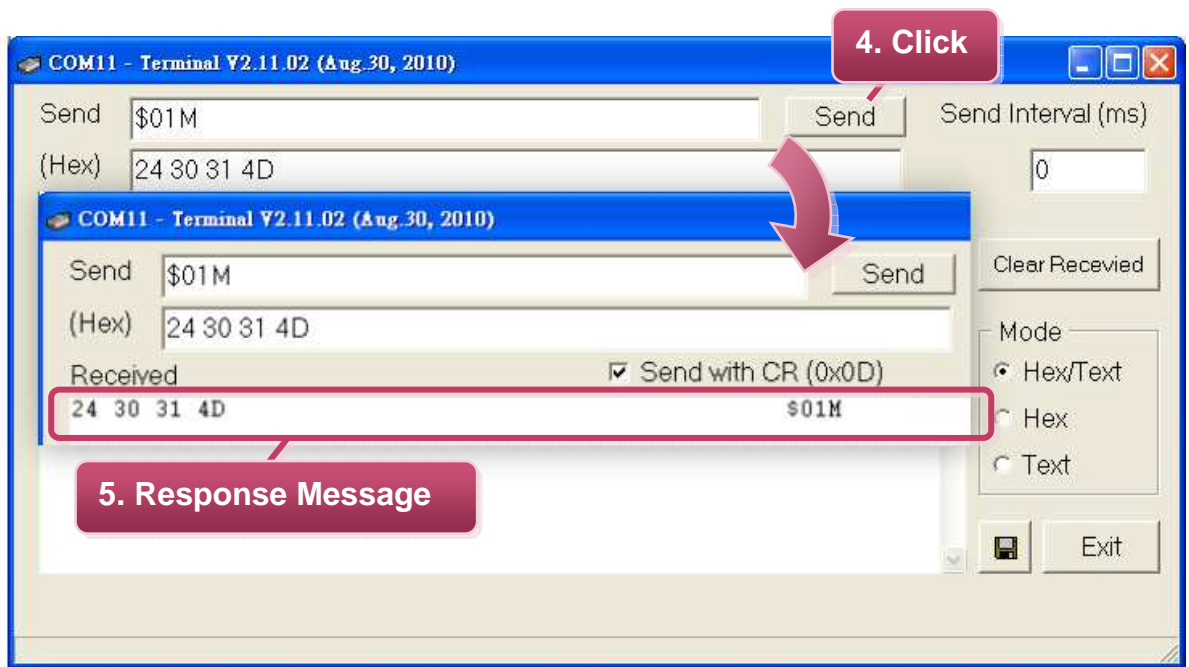 4. Click
COM11 - Terminal V2.11.02 (Aug.30, 2010)
Send $01M Send Send Interval (ms)
(Hex) 24 30 31 4D 0
COM11 - Terminal V2.11.02 (Aug.30, 2010)
Send $01M Send
Clear Recevied
(Hex) 24 30 31 4D
Mode
Received Send with CR (0x0D)
Hex/Text
24 30 31 4D $01M
Hex
Text
5. Response Message
Exit